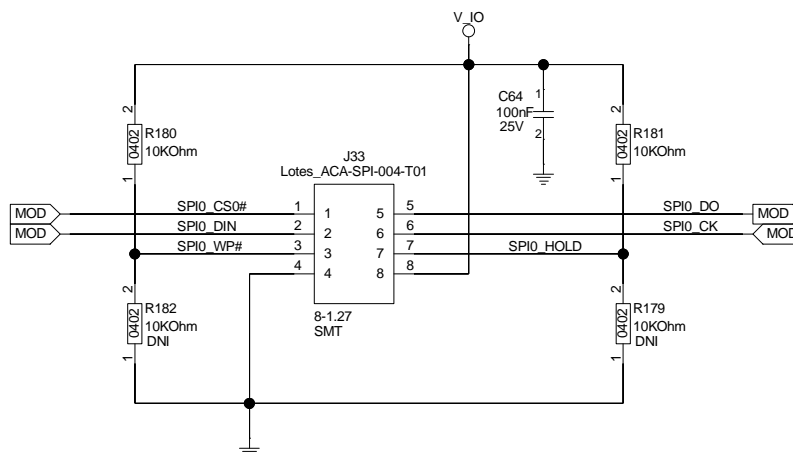 V_IO
C64
1
100nF
25V
2
2
0402
R180
10KOhm
1
2
0402
R181
10KOhm
1
J33
Lotes_ACA-SPI-004-T01
MOD SPI0_CS0# 1 1 5 5 SPI0_DO MOD
MOD SPI0_DIN 2 2 6 6 SPI0_CK MOD
SPI0_WP# 3 3 7 7 SPI0_HOLD
4 4 8 8
2
0402
R182
10KOhm
DNI
1
8-1.27
SMT
2
0402
R179
10KOhm
DNI
1